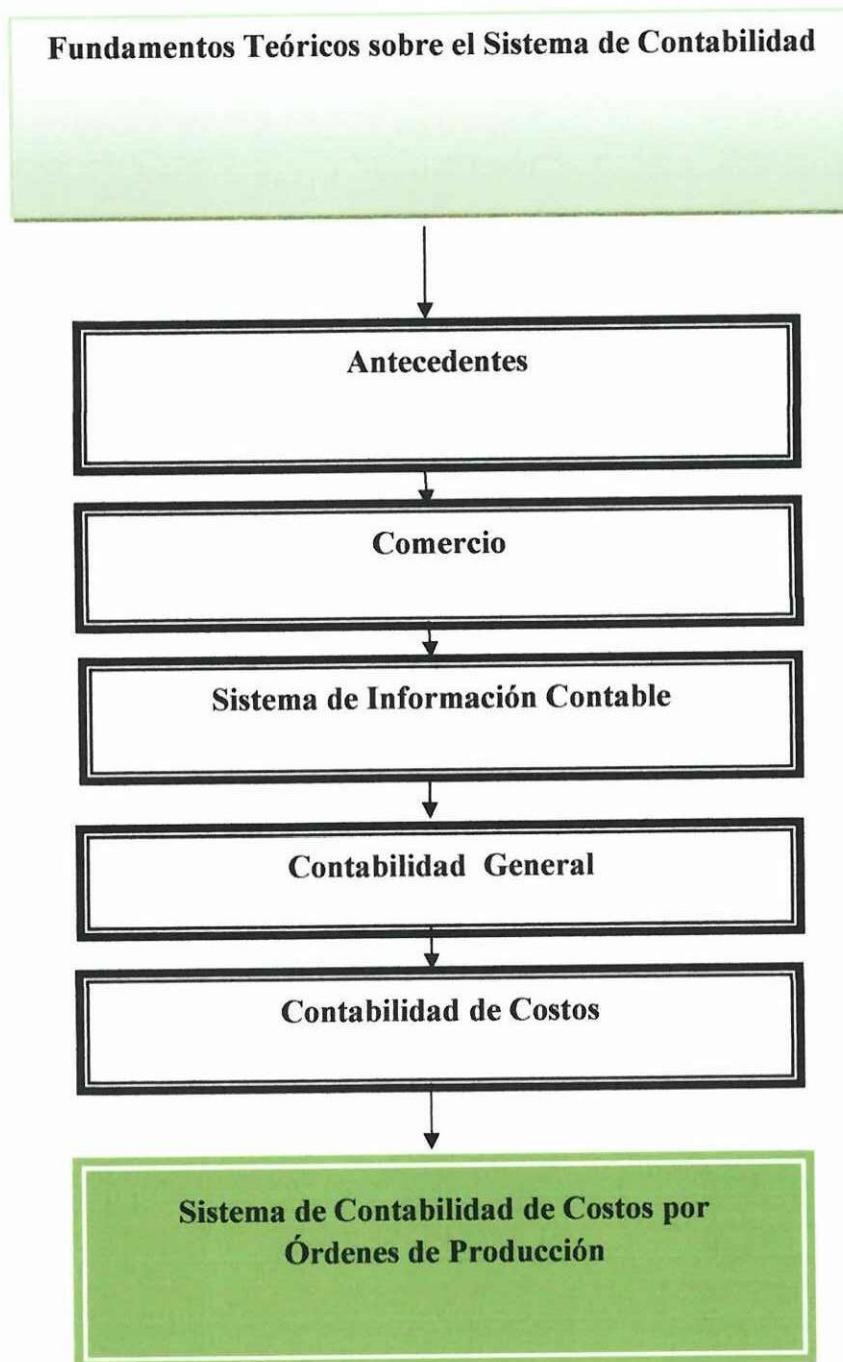 Fundamentos Teóricos sobre el Sistema de Contabilidad
Antecedentes
Comercio
Sistema de Información Contable
Contabilidad General
Contabilidad de Costos
Sistema de Contabilidad de Costos por
Órdenes de Producción